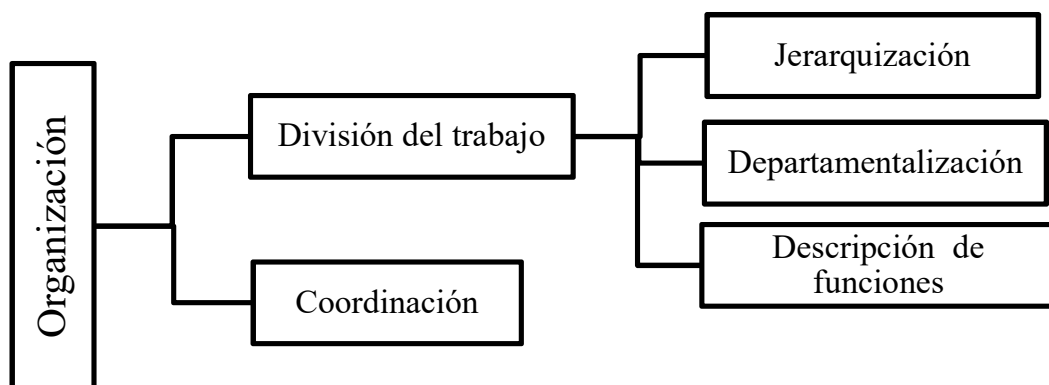 Organización
División del trabajo
Coordinación
Jerarquización
Departamentalización
Descripción de
funciones